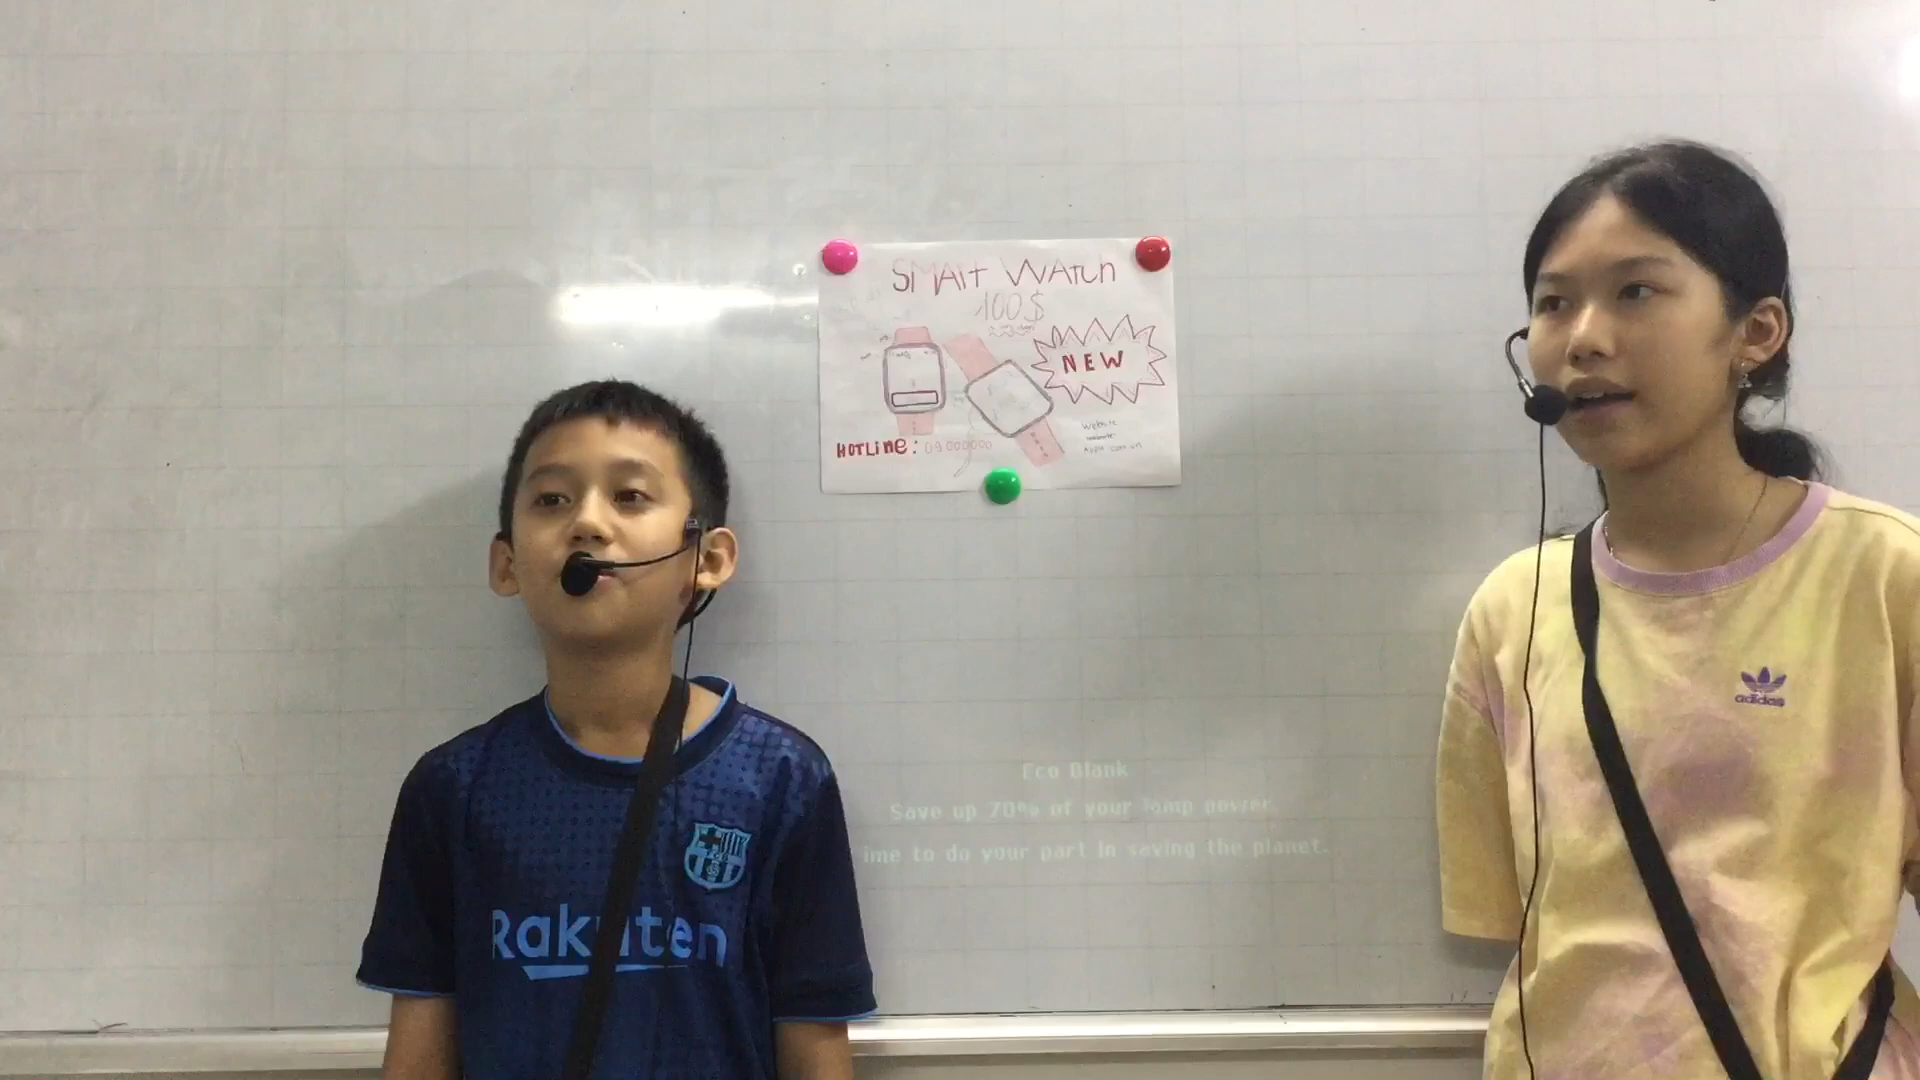 SMArt WAtch
100$
NEW
HOTLine: 09 000000
Website
Eco Blank
Save up 70% of your lamp power.
ime to do your part in saving the planet.
Rakuten
adidas